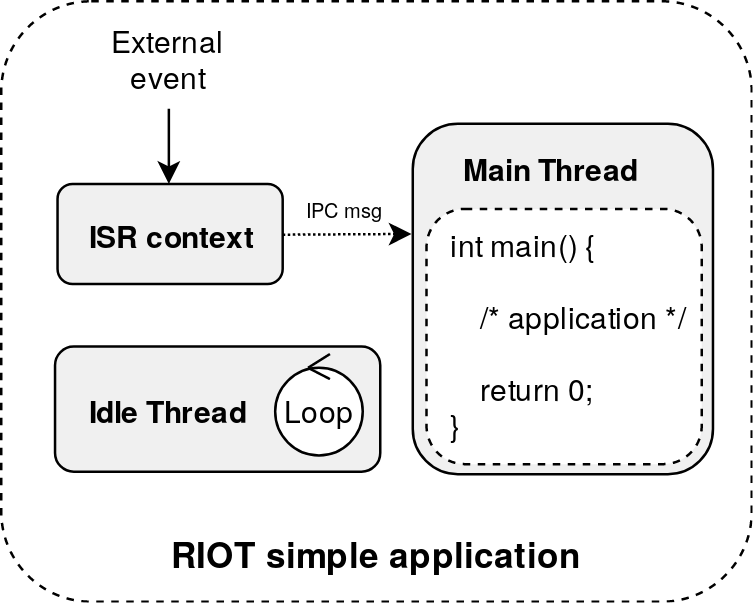 External
event
ISR context
IPC msg
Main Thread
int main() {
/* application */
return 0;
}
Idle Thread
Loop
RIOT simple application